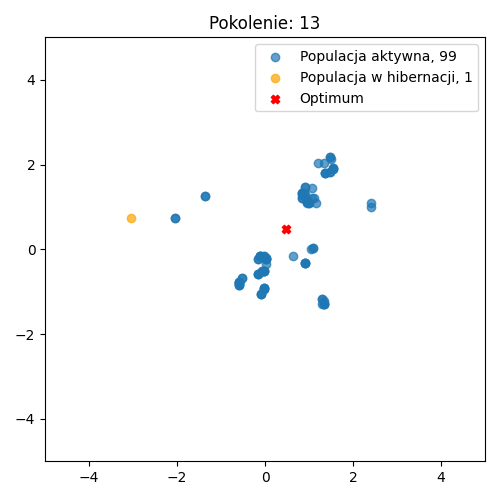 Pokolenie: 13
Populacja aktywna, 99
Populacja w hibernacji, 1
Optimum
4
2
0
−2
−4
−4
−2
0
2
4